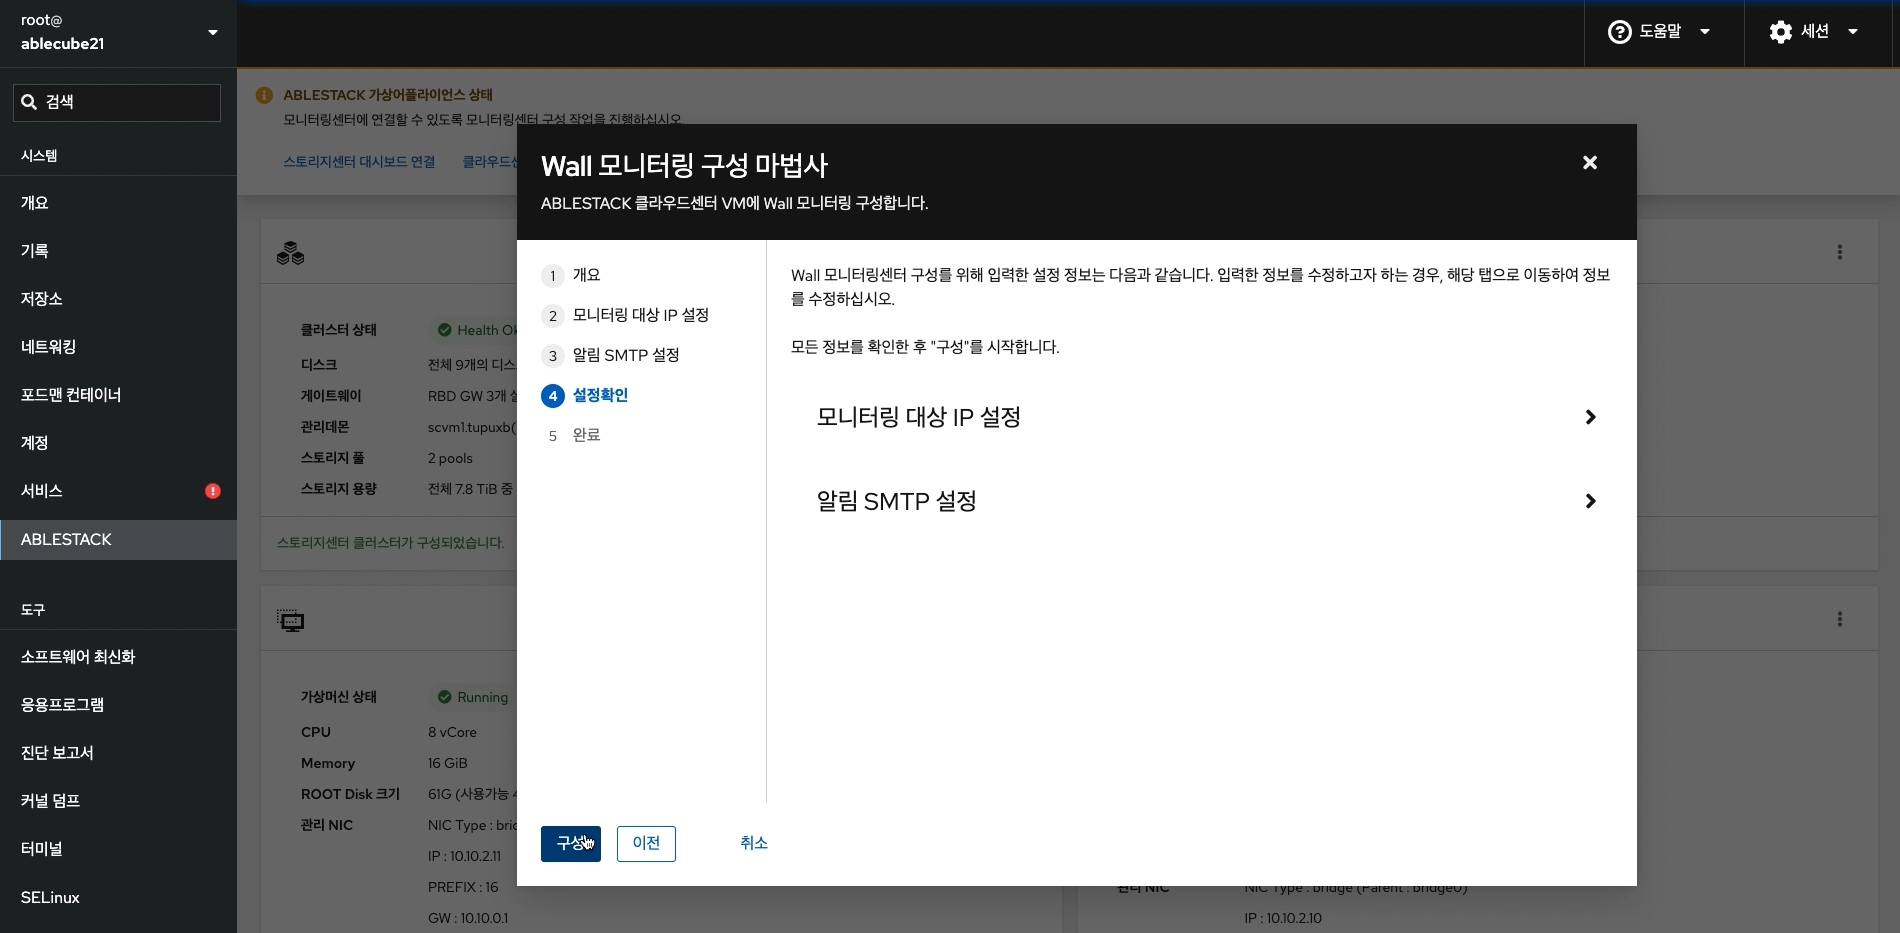 root@
ablecube21
도움말
세션
검색
시스템
개요
기록
저장소
네트워킹
포드맨 컨테이너
계정
서비스
ABLESTACK
도구
소프트웨어 최신화
응용프로그램
진단 보고서
커널 덤프
터미널
SELinux
ABLESTACK 가상어플라이언스 상태
모니터링센터에 연결할 수 있도록 모니터링센터 구성 작업을 진행하십시오.
스토리지센터 대시보드 연결
클라우드센
클러스터 상태 Health Ok
디스크 전체 9개의 디스
게이트웨이 RBD GW 3개
관리데몬 scvm1.tupuxb(
스토리지 풀 2 pools
스토리지 용량 전체 7.8 TiB 중
스토리지센터 클러스터가 구성되었습니다.
가상머신 상태 Running
CPU 8 vCore
Memory 16 GiB
ROOT Disk 크기 61G (사용가능
관리 NIC NIC Type : brid
IP : 10.10.2.11
PREFIX : 16
GW : 10.10.0.1
Wall 모니터링 구성 마법사
ABLESTACK 클라우드센터 VM에 Wall 모니터링 구성합니다.
1 개요
2 모니터링 대상 IP 설정
3 알림 SMTP 설정
4 설정확인
5 완료
Wall 모니터링센터 구성를 위해 입력한 설정 정보는 다음과 같습니다. 입력한 정보를 수정하고자 하는 경우, 해당 탭으로 이동하여 정보
를 수정하십시오.
모든 정보를 확인한 후 "구성"를 시작합니다.
모니터링 대상 IP 설정
알림 SMTP 설정
구성
이전
취소
관리 NIC NIC Type : bridge (Parent : bridge0)
IP : 10.10.2.10